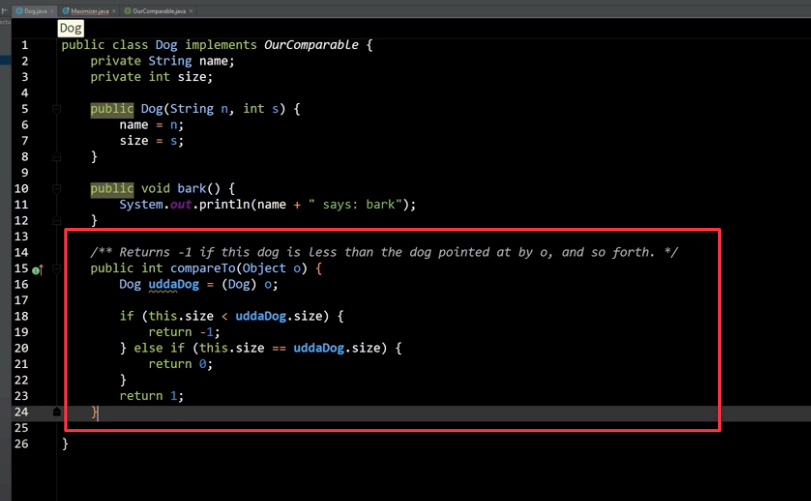 Dog.java Maximizer.java OurComparable.java
Dog
1 public class Dog implements OurComparable {
2 private String name;
3 private int size;
4
5 public Dog(String n, int s) {
6 name = n;
7 size = s;
8 }
9
10 public void bark() {
11 System.out.println(name + " says: bark");
12 }
13
14 /** Returns -1 if this dog is less than the dog pointed at by o, and so forth. */
15 public int compareTo(Object o) {
16 Dog uddaDog = (Dog) o;
17
18 if (this.size < uddaDog.size) {
19 return -1;
20 } else if (this.size == uddaDog.size) {
21 return 0;
22 }
23 return 1;
24 }
25
26 }